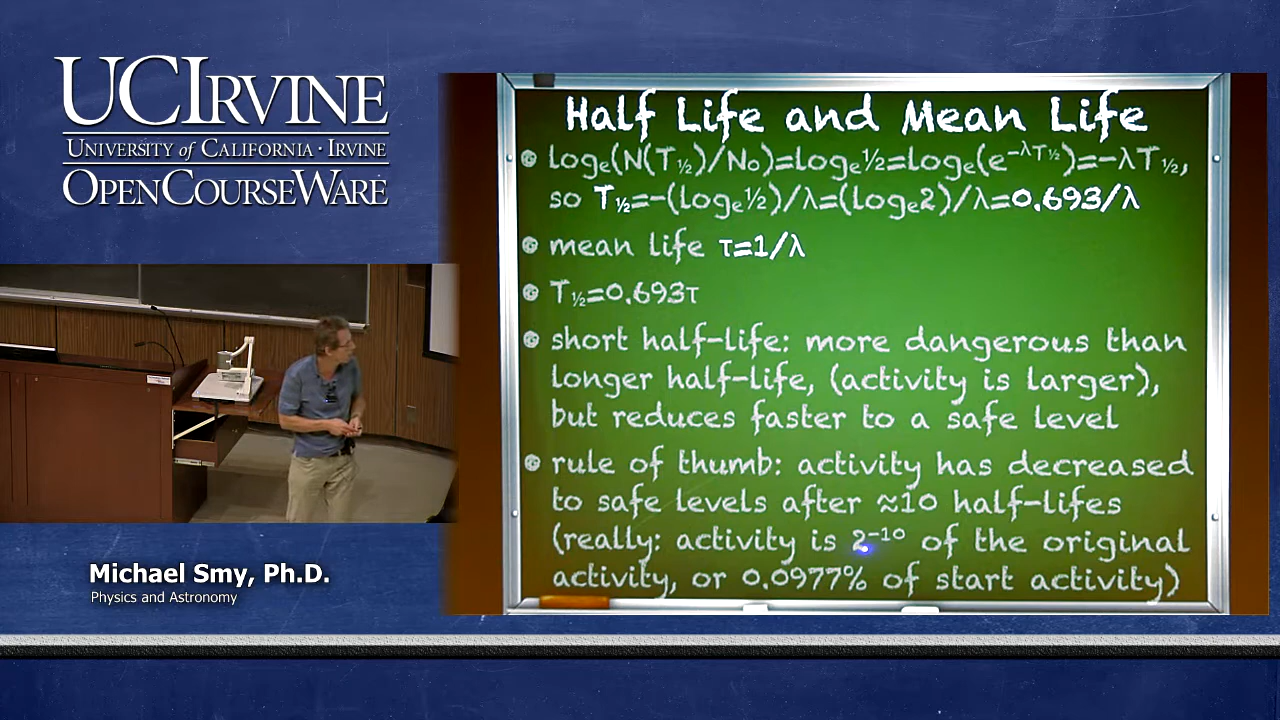 UCIRVINE
UNIVERSITY of CALIFORNIA · IRVINE
OPENCOURSEWARE
Half Life and Mean Life
logₑ(N(T½)/N₀)=logₑ½=logₑ(e^-λT½)=-λT½,
so T½=-(logₑ½)/λ=(logₑ2)/λ=0.693/λ
mean life τ=1/λ
T½=0.693τ
short half-life: more dangerous than
longer half-life, (activity is larger),
but reduces faster to a safe level
rule of thumb: activity has decreased
to safe levels after ≈10 half-lifes
(really: activity is 2⁻¹⁰ of the original
activity, or 0.0977% of start activity)
Michael Smy, Ph.D.
Physics and Astronomy